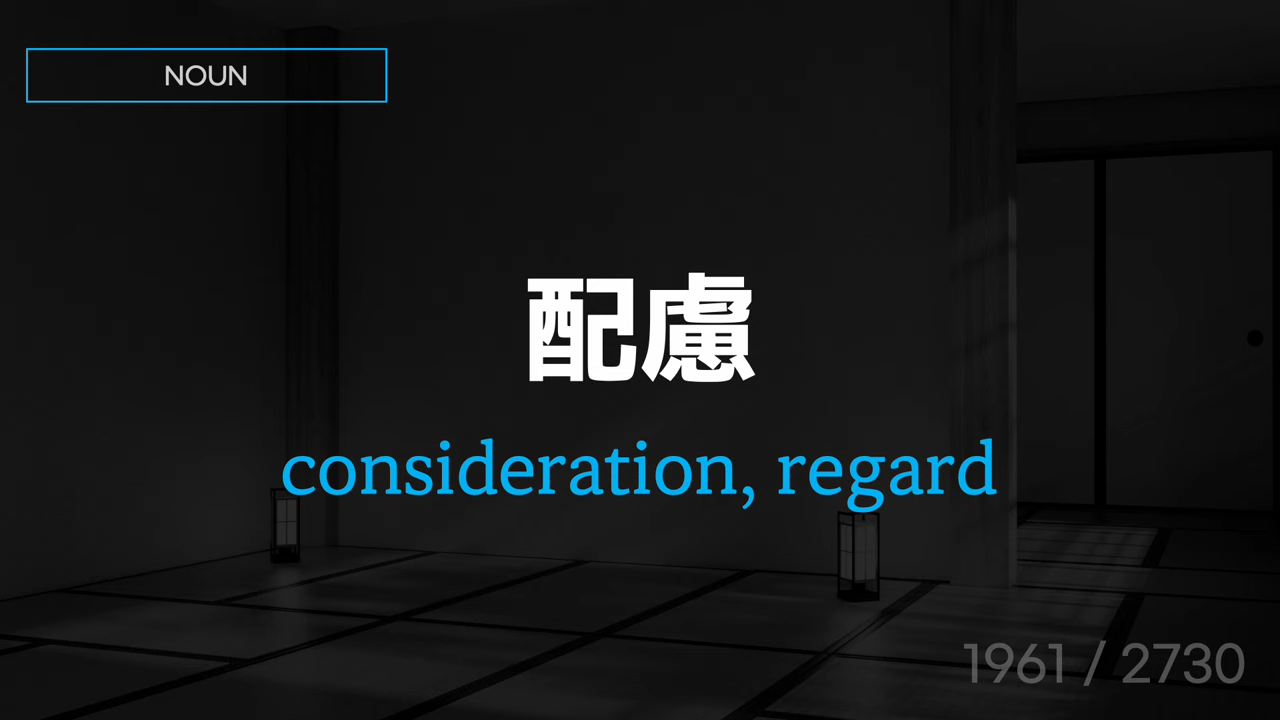 NOUN
配慮
consideration, regard
1961 / 2730